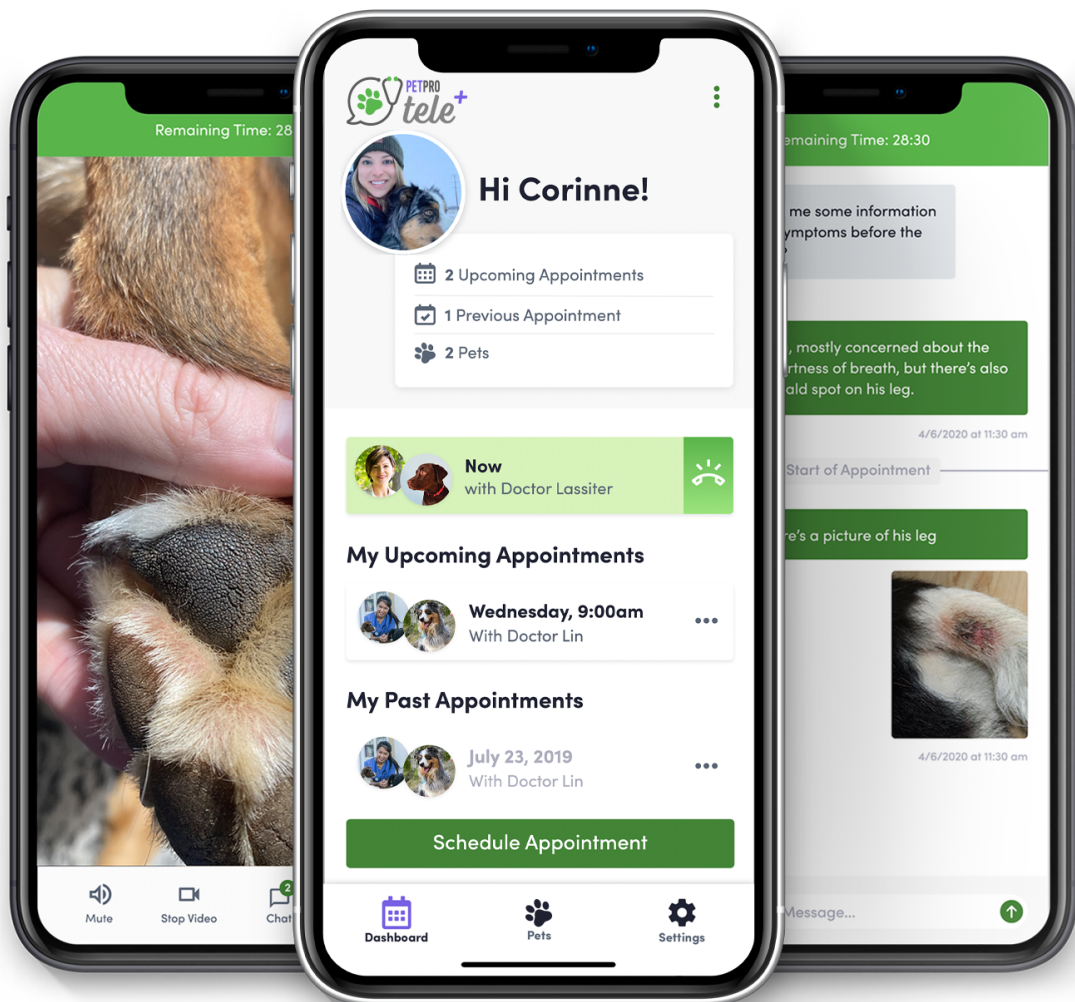 Remaining Time: 28
Mute
Stop Video
2
Chat
PETPRO
tele+
Hi Corinne!
2 Upcoming Appointments
1 Previous Appointment
2 Pets
Now
with Doctor Lassiter
My Upcoming Appointments
Wednesday, 9:00am
With Doctor Lin
My Past Appointments
July 23, 2019
With Doctor Lin
Schedule Appointment
Dashboard
Pets
Settings
emaining Time: 28:30
me some information
ymptoms before the
?
, mostly concerned about the
rtness of breath, but there's also
ald spot on his leg.
4/6/2020 at 11:30 am
Start of Appointment
re's a picture of his leg
4/6/2020 at 11:30 am
Message...